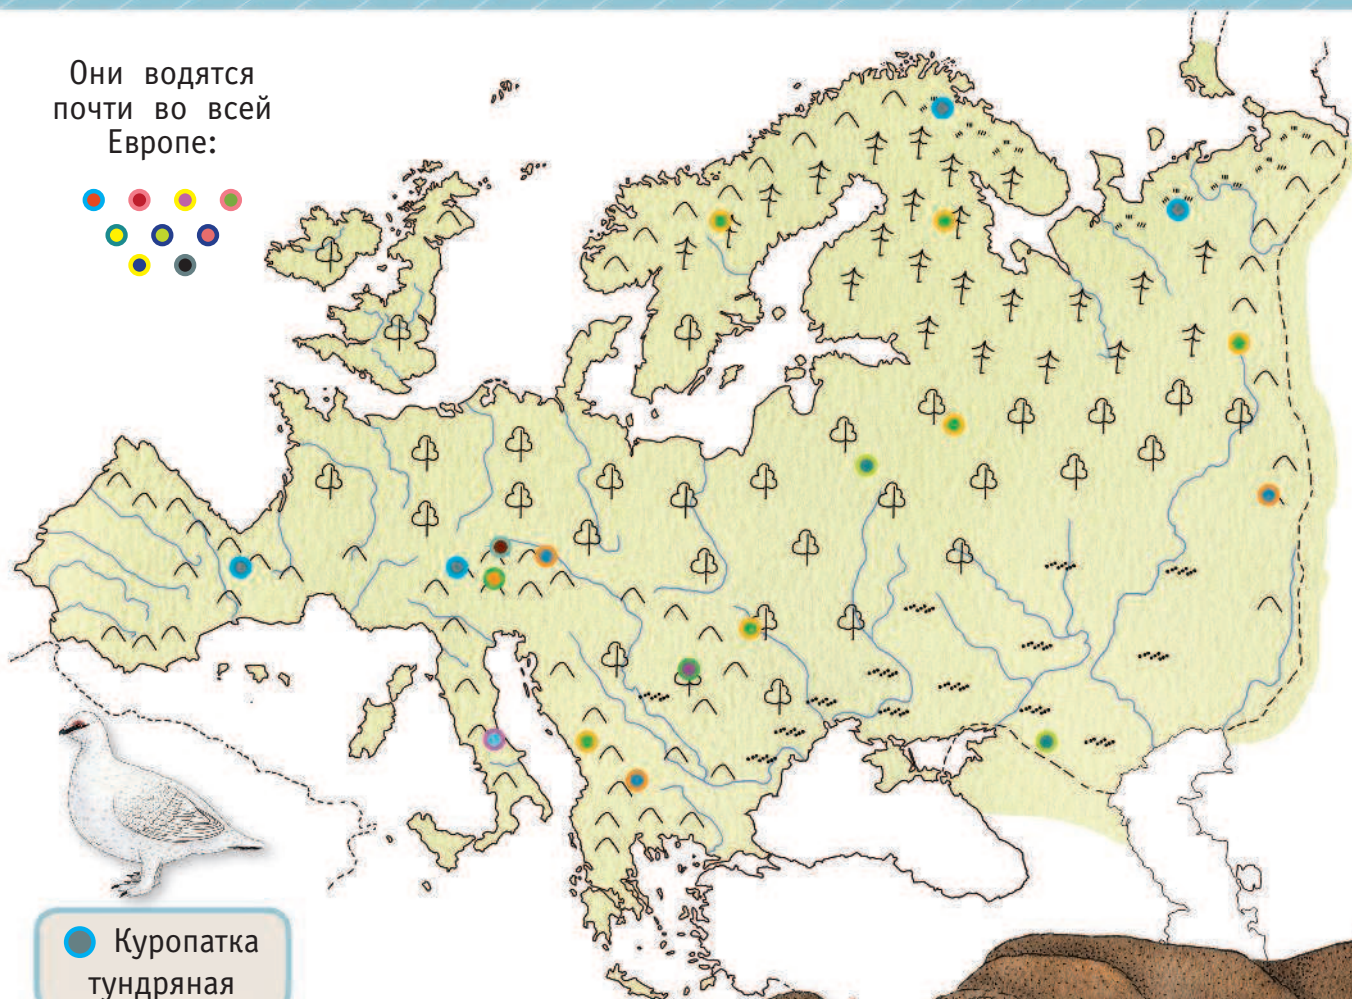 Они водятся
почти во всей
Европе:
Куропатка
тундряная